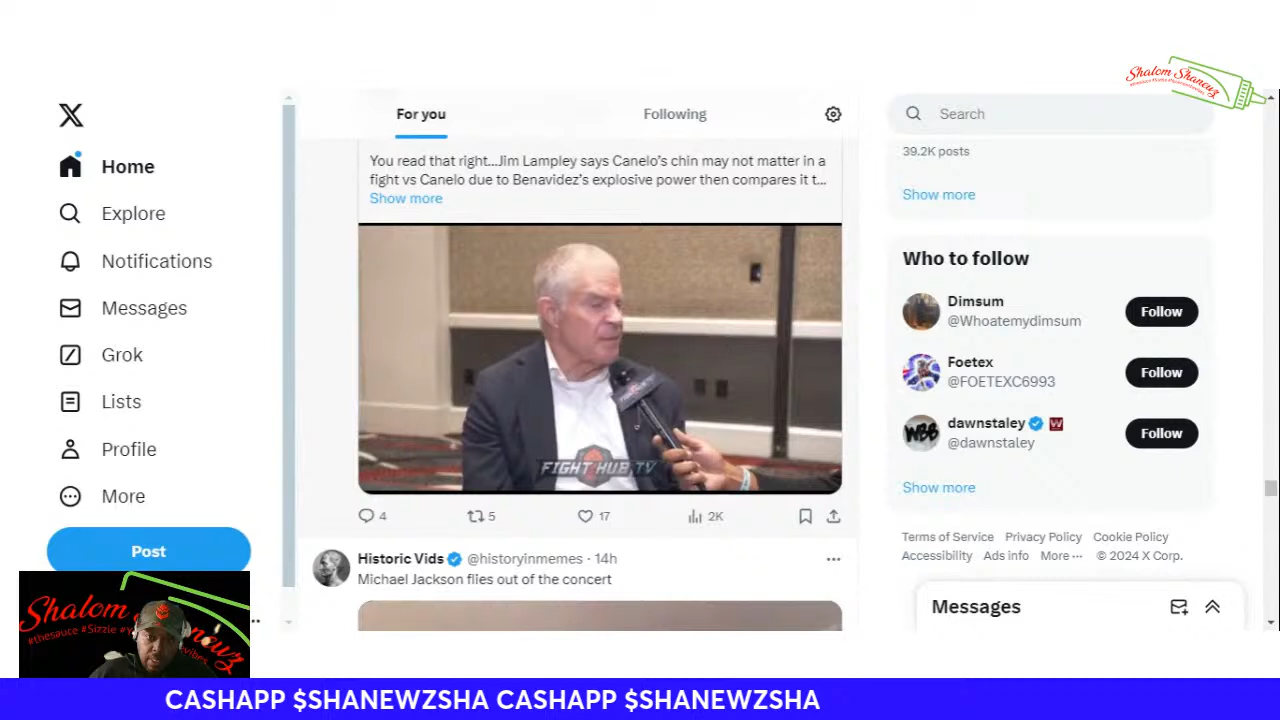 Shalom Shanewz
For you
Following
Search
Home
Explore
Notifications
Messages
Grok
Lists
Profile
More
Post
You read that right...Jim Lampley says Canelo's chin may not matter in a
fight vs Canelo due to Benavidez's explosive power then compares it t...
Show more
FIGHT HUB TV
4
5
17
2K
Historic Vids @historyinmemes · 14h
Michael Jackson flies out of the concert
39.2K posts
Show more
Who to follow
Dimsum
@Whoatemydimsum
Follow
Foetex
@FOETEXC6993
Follow
WBB
dawnstaley
@dawnstaley
Follow
Show more
Terms of Service Privacy Policy Cookie Policy
Accessibility Ads info More ··· © 2024 X Corp.
Messages
Shalom
#thesauce #Sizzle
CASHAPP $SHANEWZSHA CASHAPP $SHANEWZSHA